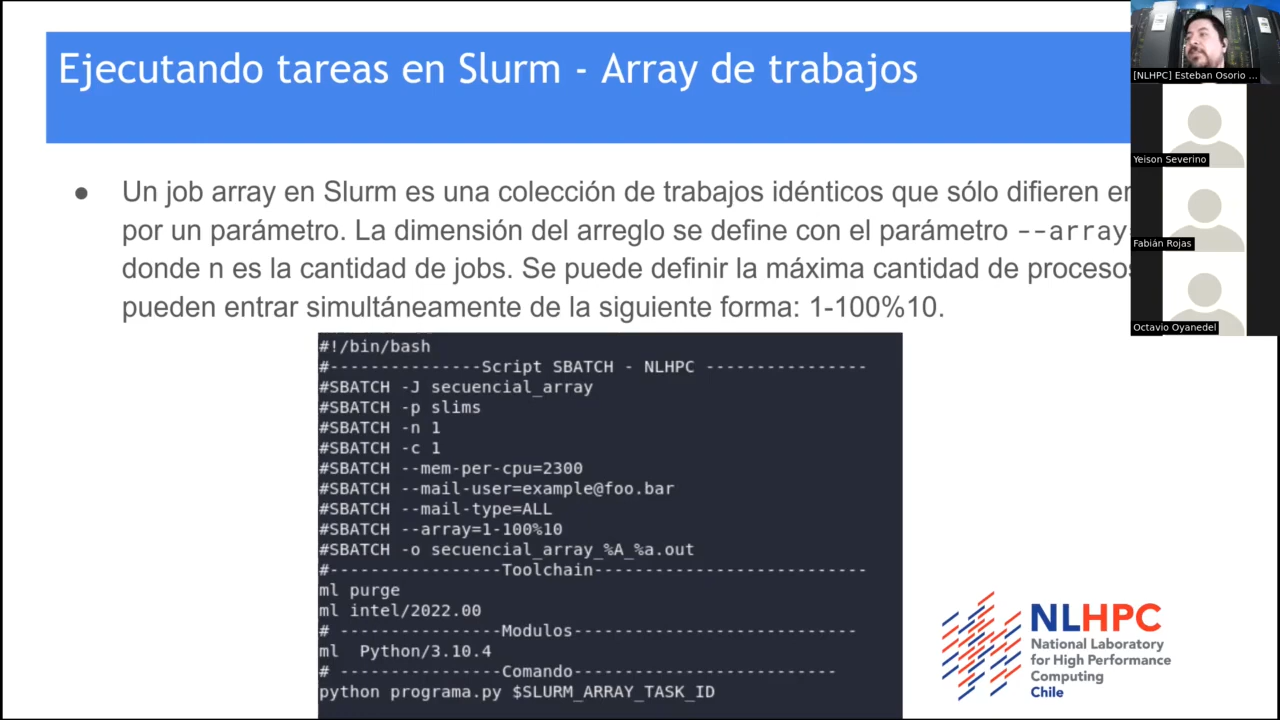 Ejecutando tareas en Slurm - Array de trabajos
● Un job array en Slurm es una colección de trabajos idénticos que sólo difieren en
por un parámetro. La dimensión del arreglo se define con el parámetro --array
donde n es la cantidad de jobs. Se puede definir la máxima cantidad de procesos
pueden entrar simultáneamente de la siguiente forma: 1-100%10.
#!/bin/bash
#---------------Script SBATCH - NLHPC ----------------
#SBATCH -J secuencial_array
#SBATCH -p slims
#SBATCH -n 1
#SBATCH -c 1
#SBATCH --mem-per-cpu=2300
#SBATCH --mail-user=example@foo.bar
#SBATCH --mail-type=ALL
#SBATCH --array=1-100%10
#SBATCH -o secuencial_array_%A_%a.out
#-----------------Toolchain---------------------------
ml purge
ml intel/2022.00
# ----------------Modulos----------------------------
ml  Python/3.10.4
# ----------------Comando--------------------------
python programa.py $SLURM_ARRAY_TASK_ID
NLHPC
National Laboratory
for High Performance
Computing
Chile
[NLHPC] Esteban Osorio ...
Yeison Severino
Fabián Rojas
Octavio Oyanedel